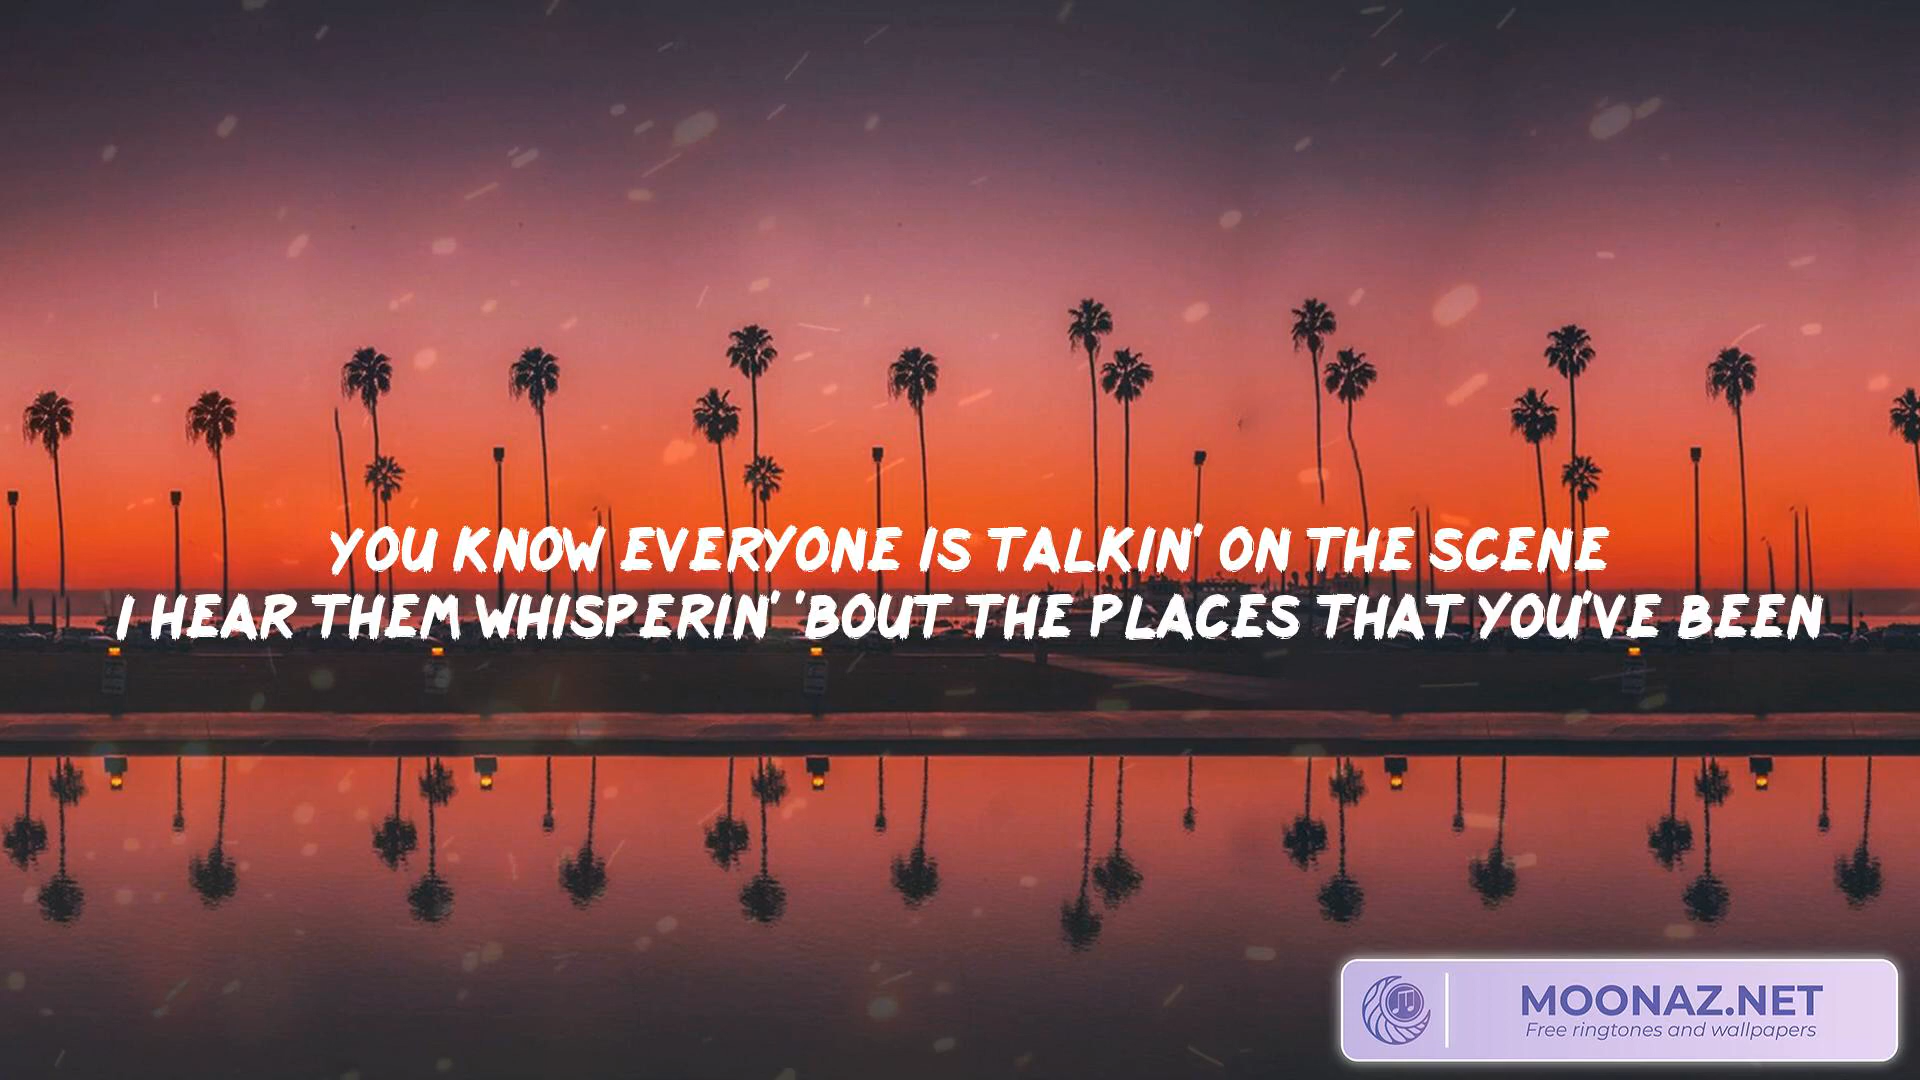 YOU KNOW EVERYONE IS TALKIN' ON THE SCENE
I HEAR THEM WHISPERIN' 'BOUT THE PLACES THAT YOU'VE BEEN
MOONAZ.NET
Free ringtones and wallpapers